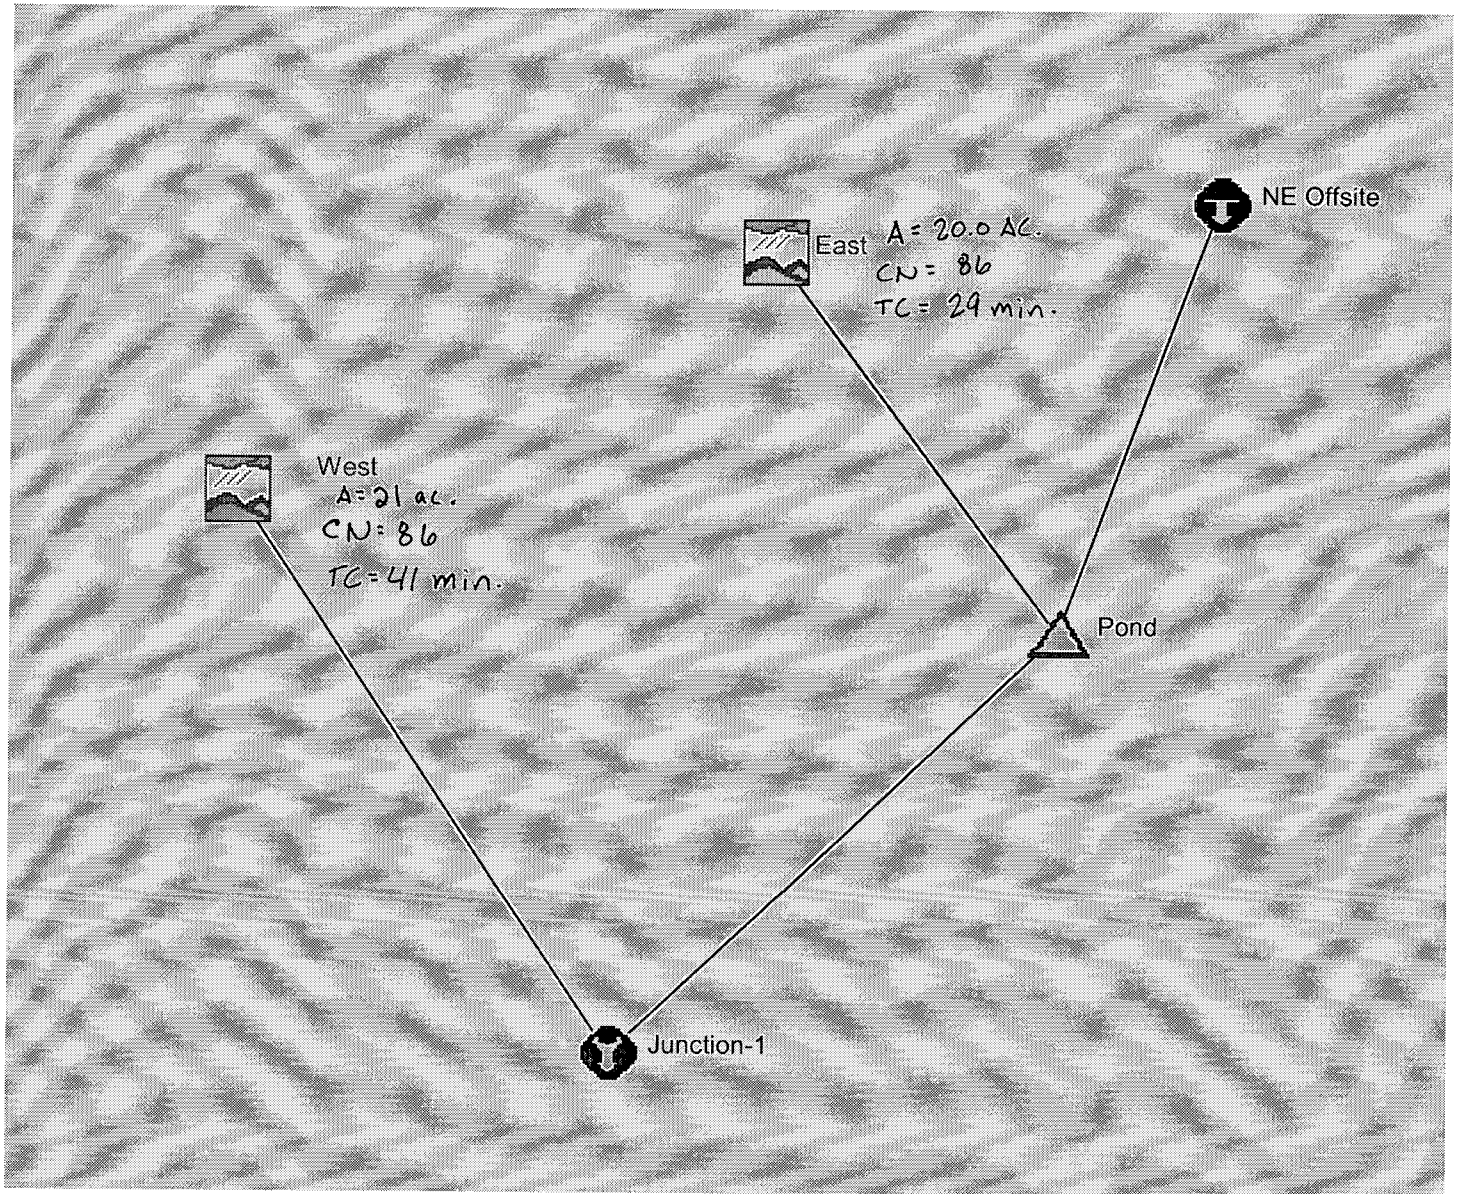 NE Offsite
East
A = 20.0 AC.
CN = 86
TC = 29 min.
West
A = 21 ac.
CN = 86
TC = 41 min.
Pond
Junction-1